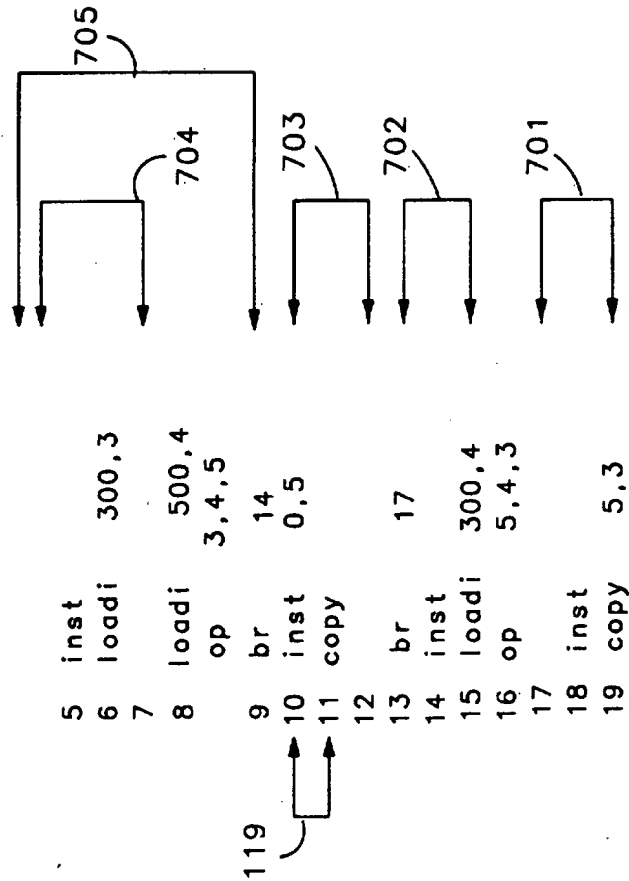 705
704
5 inst
6 loadi 300,3
7
8 loadi 500,4
op 3,4,5
9 br 14
10 inst 0,5
11 copy
12
13 br 17
14 inst
15 loadi 300,4
16 op 5,4,3
17
18 inst
19 copy 5,3
703
702
701
119